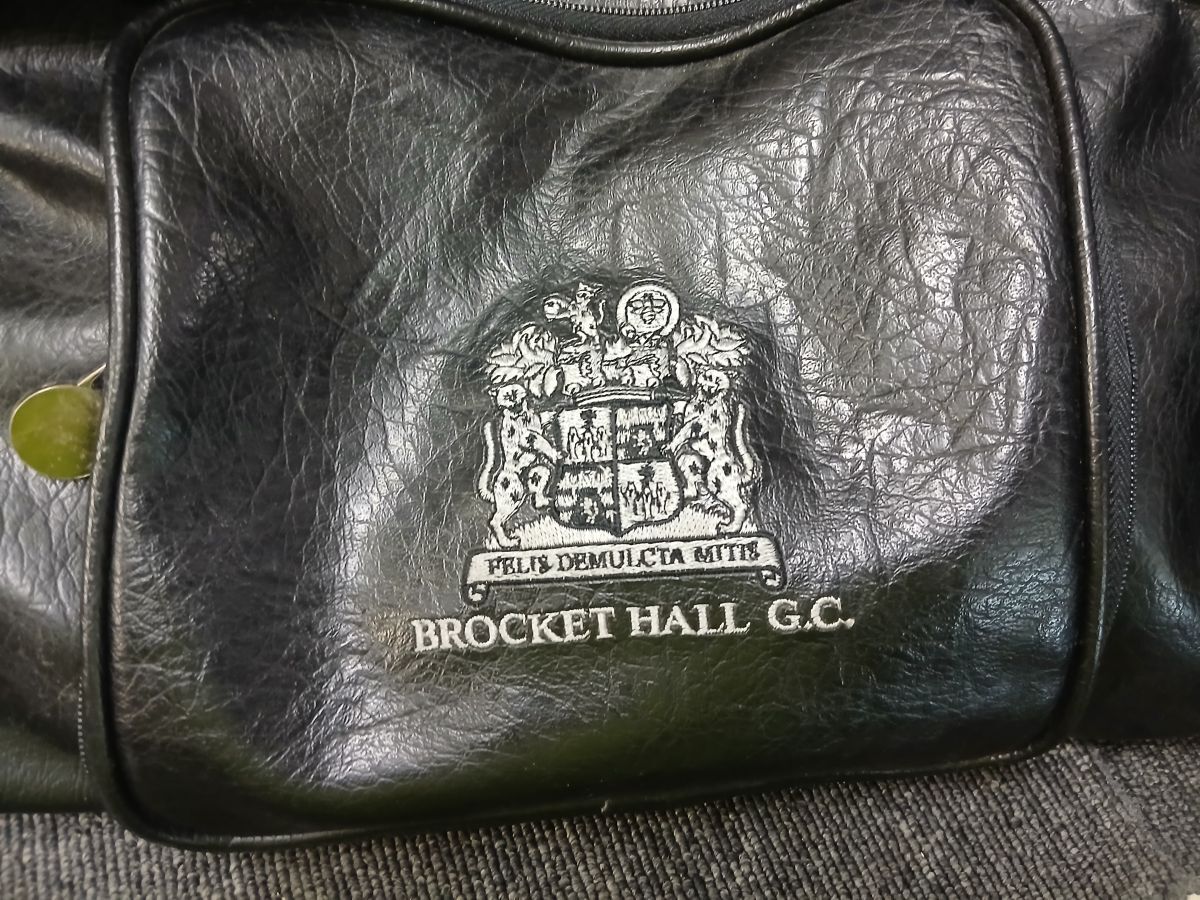 FELIS DEMULCTA MITIS
BROCKET HALL G.C.